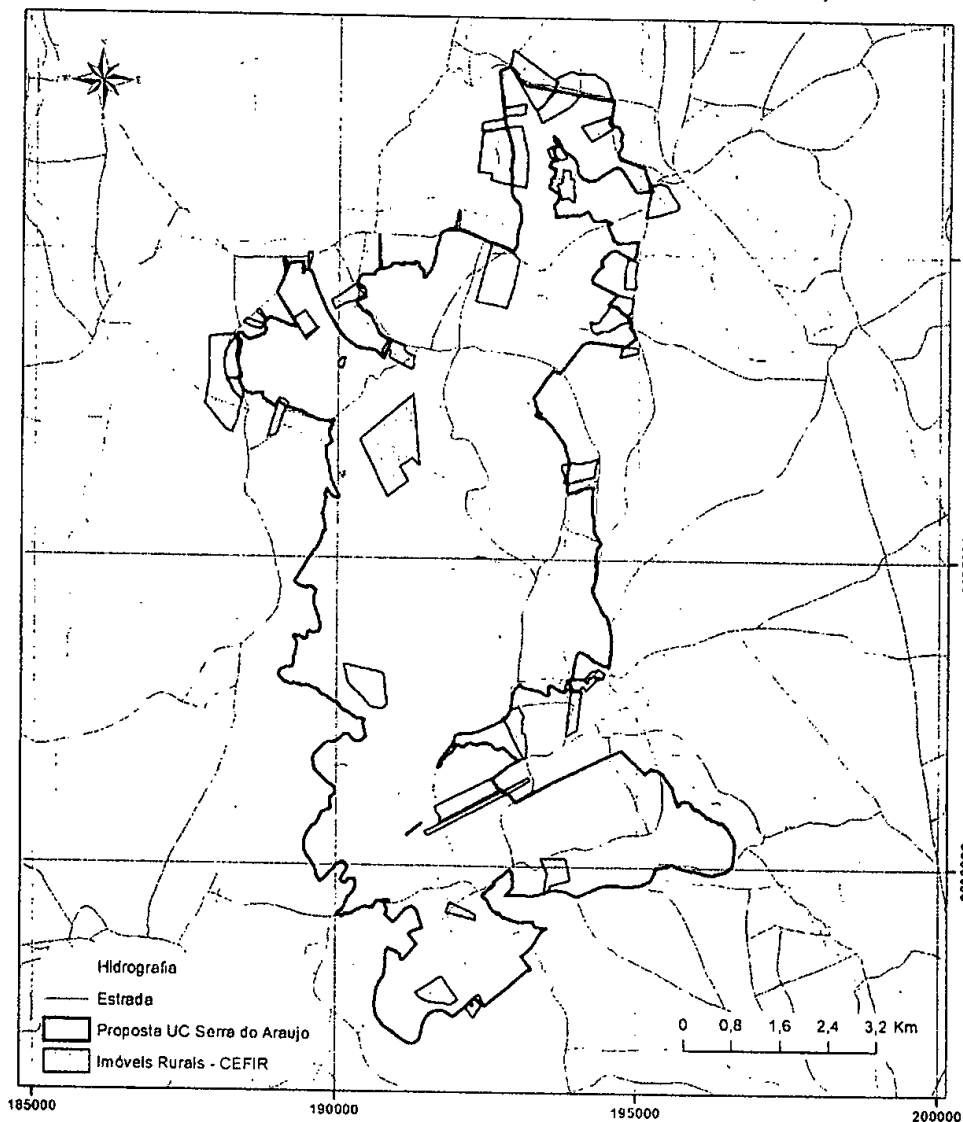 Hidrografia
Estrada
Proposta UC Serra do Araujo
Imóveis Rurais - CEFIR
0 0,8 1,6 2,4 3,2 Km
185000 190000 195000 200000